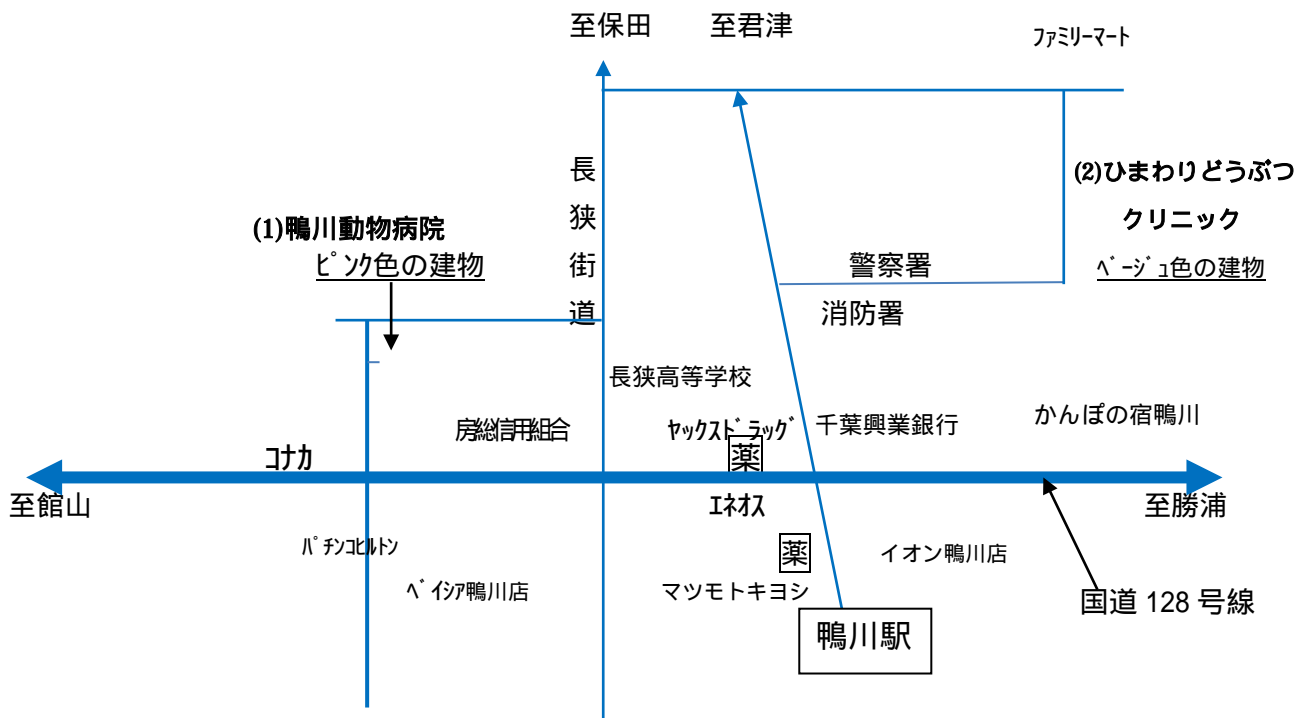 至保田
至君津
ファミリーマート
長狭街道
(2)ひまわりどうぶつ
クリニック
ベージュ色の建物
(1)鴨川動物病院
ピンク色の建物
警察署
消防署
長狭高等学校
房総信用組合
ヤックスドラッグ
千葉興業銀行
かんぽの宿鴨川
コナカ
薬
至館山
エネオス
至勝浦
パチンコヒルトン
薬
イオン鴨川店
ベイシア鴨川店
マツモトキヨシ
国道 128 号線
鴨川駅